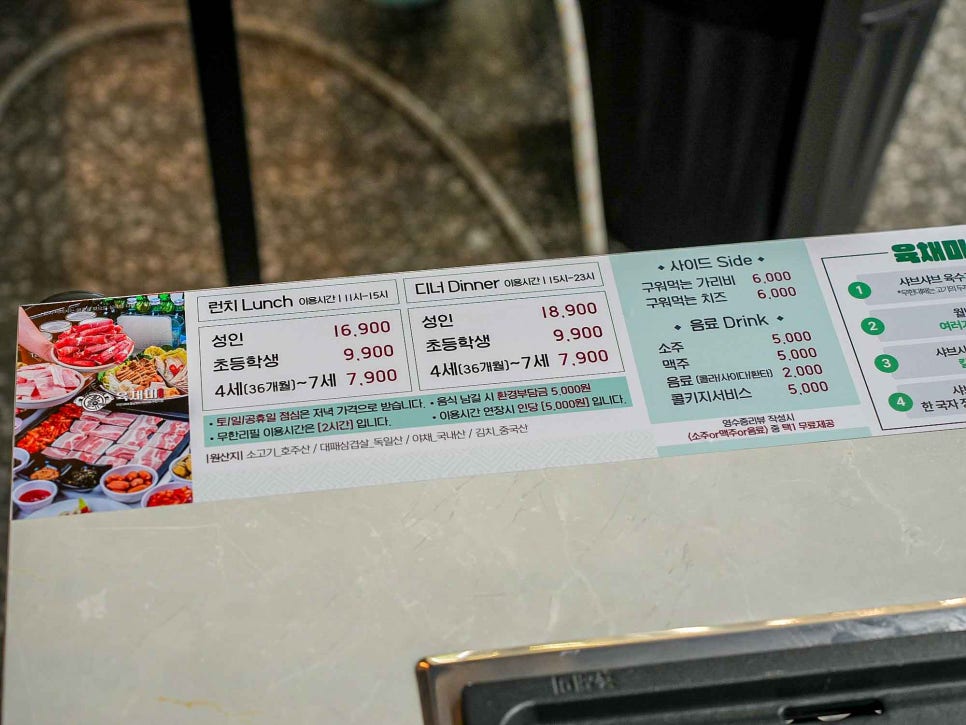 런치 Lunch 이용시간 | 11시-15시
성인 16,900
초등학생 9,900
4세(36개월)~7세 7,900
디너 Dinner 이용시간 | 15시-23시
성인 18,900
초등학생 9,900
4세(36개월)~7세 7,900
• 토/일/공휴일 점심은 저녁 가격으로 받습니다.
• 무한리필 이용시간은 [2시간] 입니다.
• 음식 남길 시 환경부담금 5,000원
• 이용시간 연장시 인당 [5,000원] 입니다.
|원산지| 소고기_호주산 / 대패삼겹살_독일산 / 야채_국내산 / 김치_중국산
• 사이드 Side •
구워먹는 가리비 6,000
구워먹는 치즈 6,000
• 음료 Drink •
소주 5,000
맥주 5,000
음료 (콜라/사이다/환타) 2,000
콜키지서비스 5,000
영수증리뷰 작성시
(소주or맥주or음료) 중 택1 무료제공
육채미
1 샤브샤브 육수
2
여러가
3 샤브사
4 샤브
한 국자 정